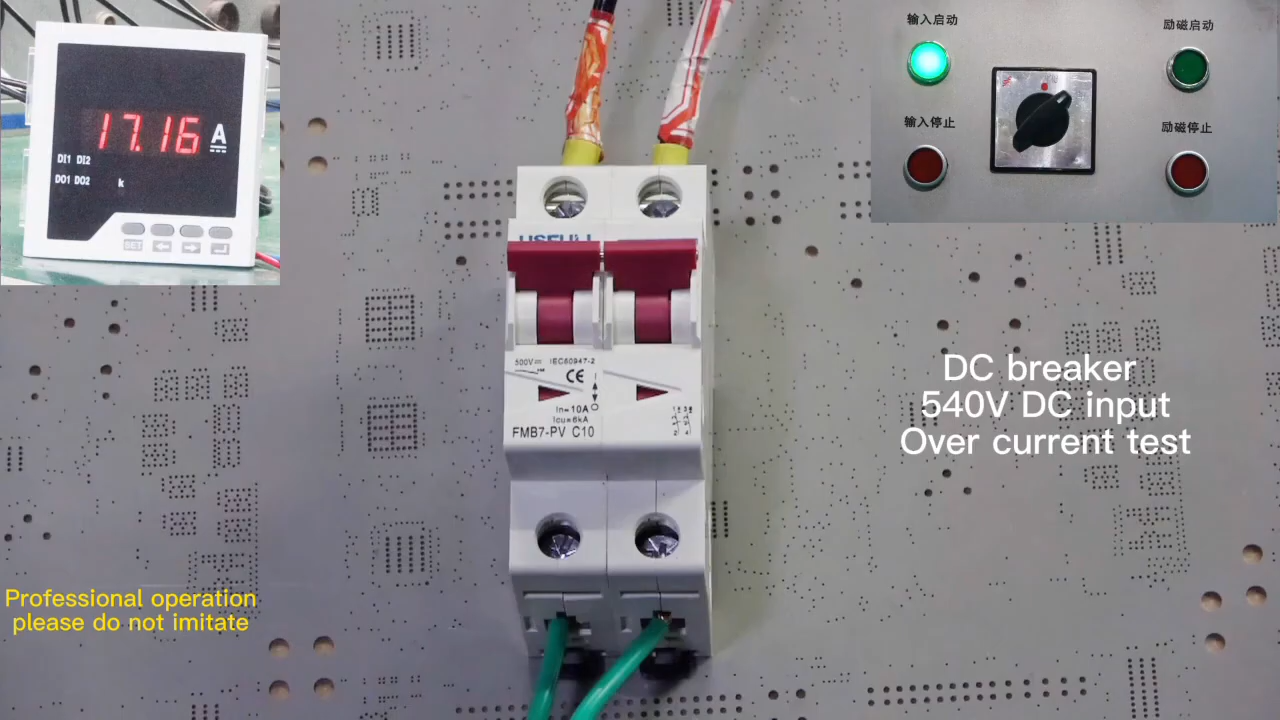 17.16 A
DI1 DI2
DO1 DO2 k
SET
输入启动
励磁启动
输入停止
励磁停止
500V IEC60947-2
CE
In=10A
Icu=6kA
FMB7-PV C10
DC breaker
540V DC input
Over current test
Professional operation
please do not imitate